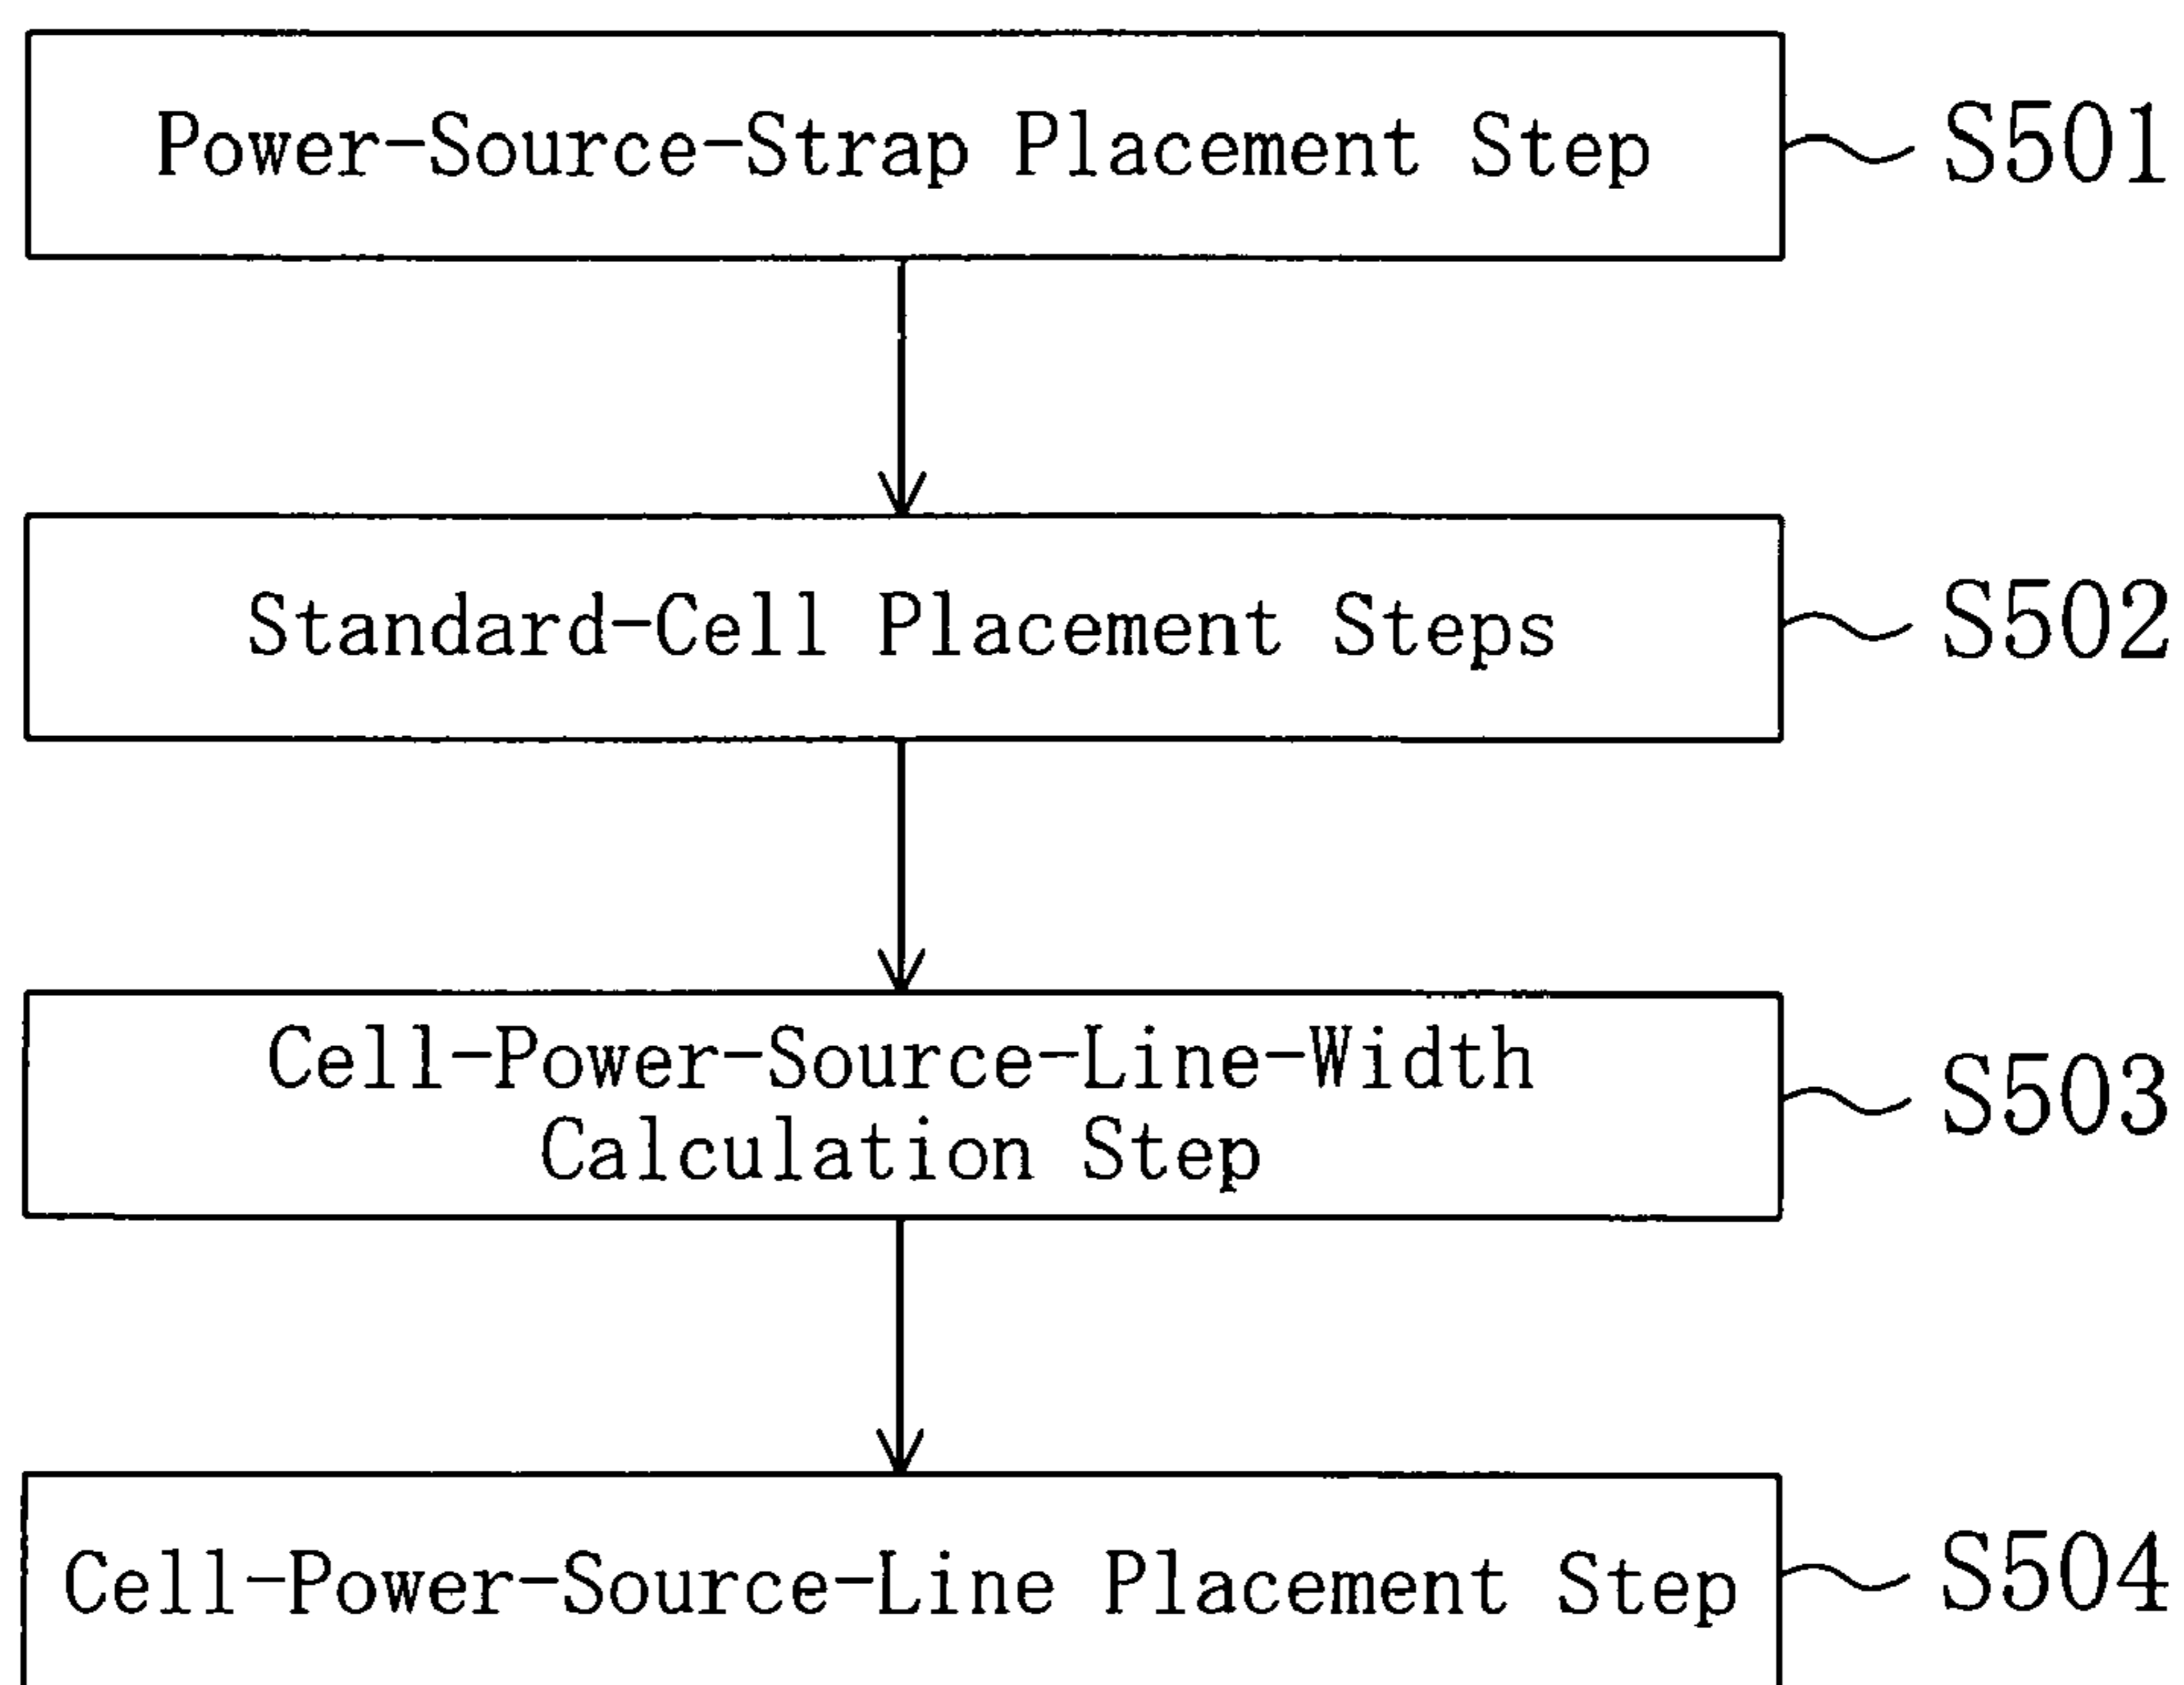 Power-Source-Strap Placement Step
S501
Standard-Cell Placement Steps
S502
Cell-Power-Source-Line-Width
Calculation Step
S503
Cell-Power-Source-Line Placement Step
S504